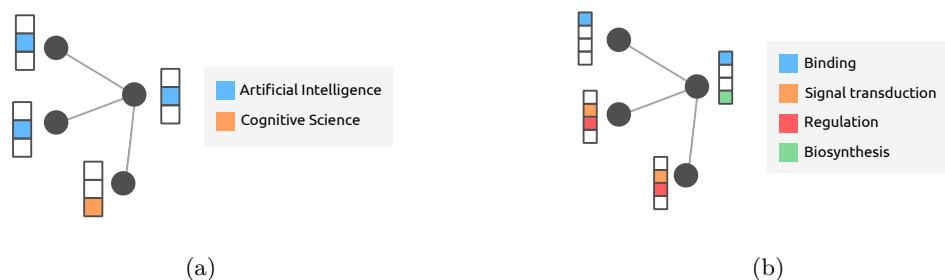 Artificial Intelligence
Cognitive Science
(a)
Binding
Signal transduction
Regulation
Biosynthesis
(b)